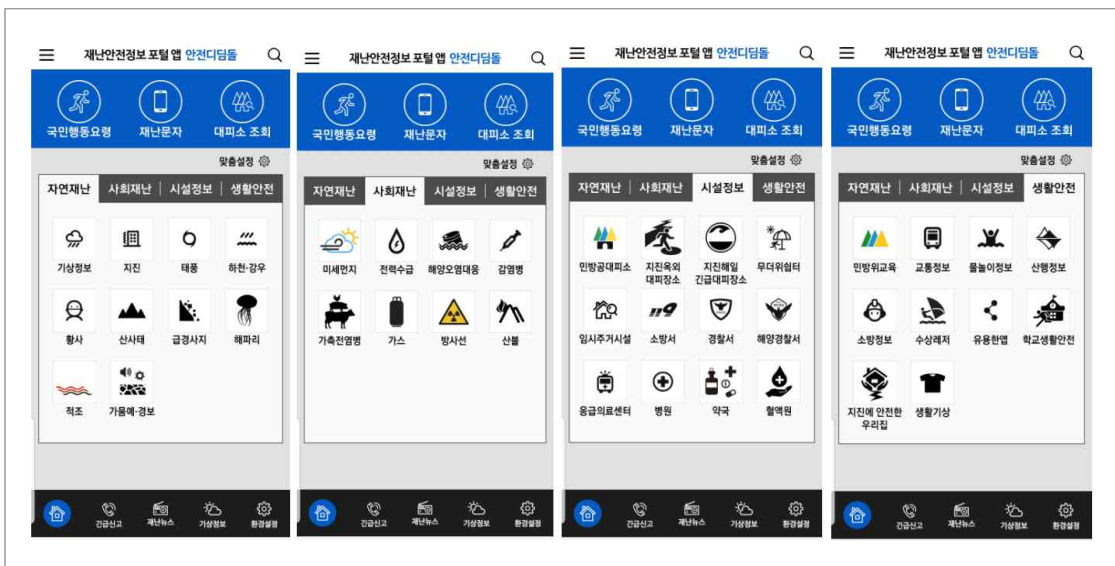 재난안전정보 포털 앱 안전디딤돌
국민행동요령 재난문자 대피소 조회
맞춤설정
자연재난 사회재난 시설정보 생활안전
기상정보 지진 태풍 하천·강우
황사 산사태 급경사지 해파리
적조 가뭄예·경보
긴급신고 재난뉴스 기상정보 환경설정
재난안전정보 포털 앱 안전디딤돌
국민행동요령 재난문자 대피소 조회
맞춤설정
자연재난 사회재난 시설정보 생활안전
미세먼지 전력수급 해양오염대응 감염병
가축전염병 가스 방사선 산불
긴급신고 재난뉴스 기상정보 환경설정
재난안전정보 포털 앱 안전디딤돌
국민행동요령 재난문자 대피소 조회
맞춤설정
자연재난 사회재난 시설정보 생활안전
민방공대피소 지진옥외 지진해일 무더위쉼터
대피장소 긴급대피장소
119
임시주거시설 소방서 경찰서 해양경찰서
응급의료센터 병원 약국 혈액원
긴급신고 재난뉴스 기상정보 환경설정
재난안전정보 포털 앱 안전디딤돌
국민행동요령 재난문자 대피소 조회
맞춤설정
자연재난 사회재난 시설정보 생활안전
민방위교육 교통정보 물놀이정보 산행정보
소방정보 수상레저 유용한앱 학교생활안전
지진에 안전한 생활기상
우리집
긴급신고 재난뉴스 기상정보 환경설정